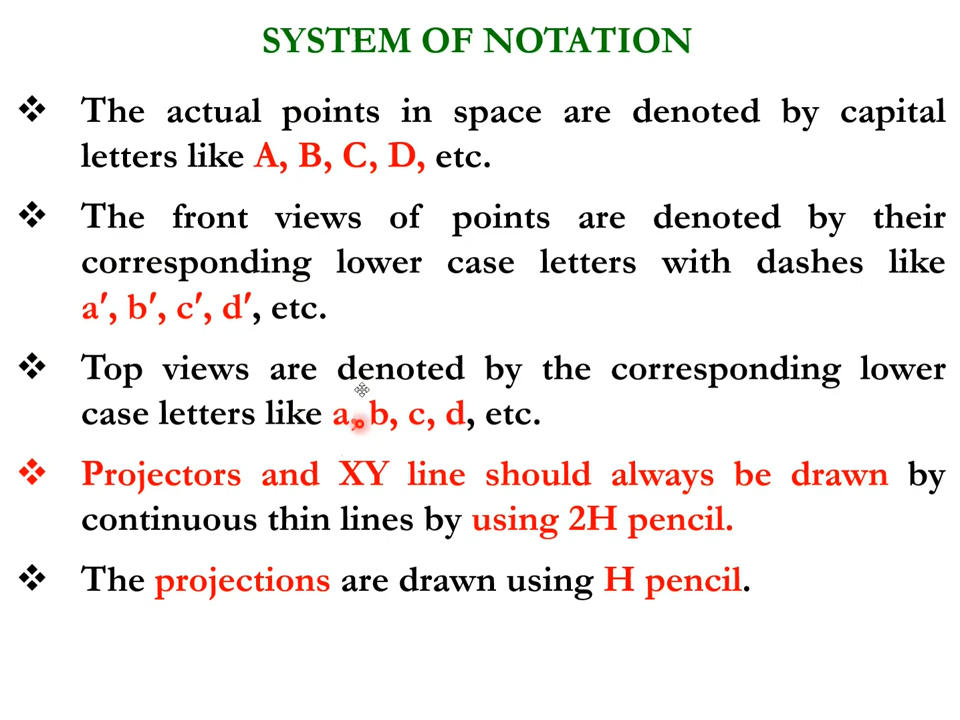 SYSTEM OF NOTATION
❖ The actual points in space are denoted by capital
letters like A, B, C, D, etc.
❖ The front views of points are denoted by their
corresponding lower case letters with dashes like
a′, b′, c′, d′, etc.
❖ Top views are denoted by the corresponding lower
case letters like a, b, c, d, etc.
❖ Projectors and XY line should always be drawn by
continuous thin lines by using 2H pencil.
❖ The projections are drawn using H pencil.